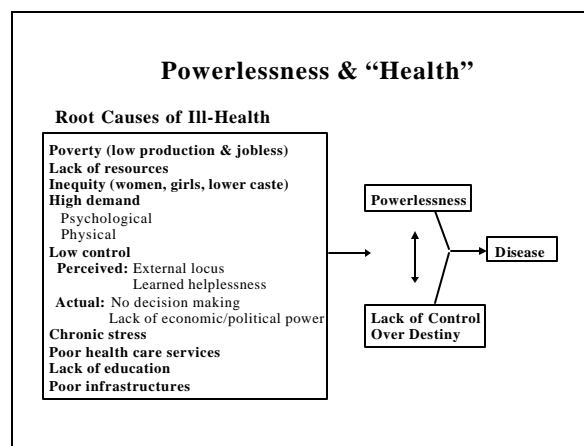 Powerlessness & “Health”
Root Causes of Ill-Health
Poverty (low production & jobless)
Lack of resources
Inequity (women, girls, lower caste)
High demand
Psychological
Physical
Low control
Perceived: External locus
Learned helplessness
Actual: No decision making
Lack of economic/political power
Chronic stress
Poor health care services
Lack of education
Poor infrastructures
Powerlessness
Lack of Control
Over Destiny
Disease